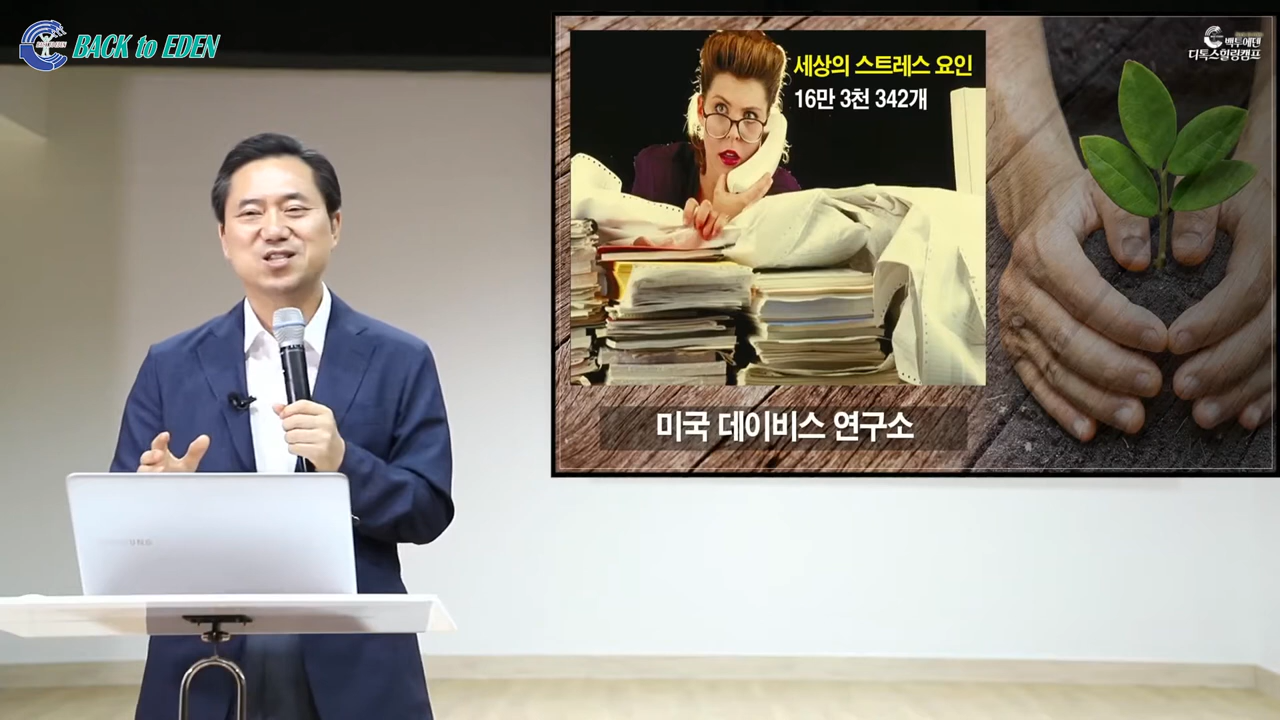 BACK to EDEN
세상의 스트레스 요인
16만 3천 342개
백투에덴
디톡스힐링캠프
미국 데이비스 연구소